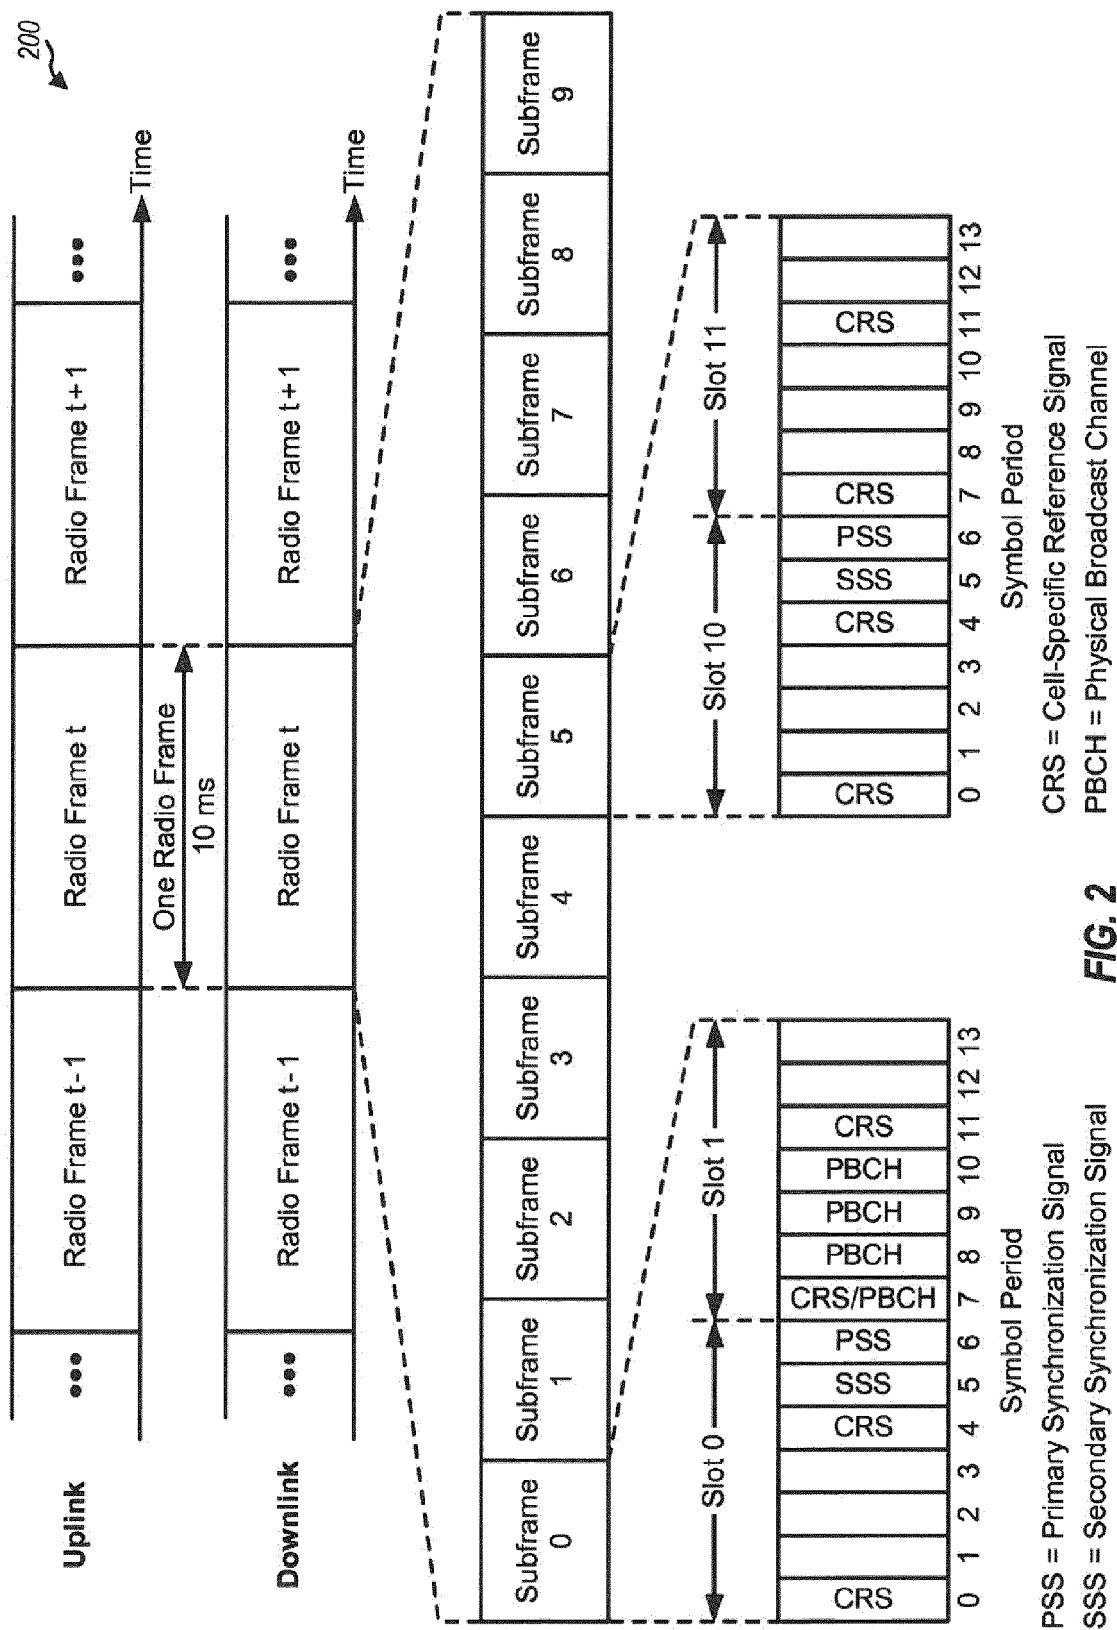 200
Uplink
•••
Radio Frame t-1
Radio Frame t
Radio Frame t+1
•••
Time
One Radio Frame
10 ms
Downlink
•••
Radio Frame t-1
Radio Frame t
Radio Frame t+1
•••
Time
Subframe 0
Subframe 1
Subframe 2
Subframe 3
Subframe 4
Subframe 5
Subframe 6
Subframe 7
Subframe 8
Subframe 9
Slot 0
Slot 1
CRS
CRS
SSS
PSS
CRS/PBCH
PBCH
PBCH
PBCH
CRS
0 1 2 3 4 5 6 7 8 9 10 11 12 13
Symbol Period
Slot 10
Slot 11
CRS
CRS
SSS
PSS
CRS
CRS
0 1 2 3 4 5 6 7 8 9 10 11 12 13
Symbol Period
PSS = Primary Synchronization Signal
SSS = Secondary Synchronization Signal
CRS = Cell-Specific Reference Signal
PBCH = Physical Broadcast Channel
FIG. 2